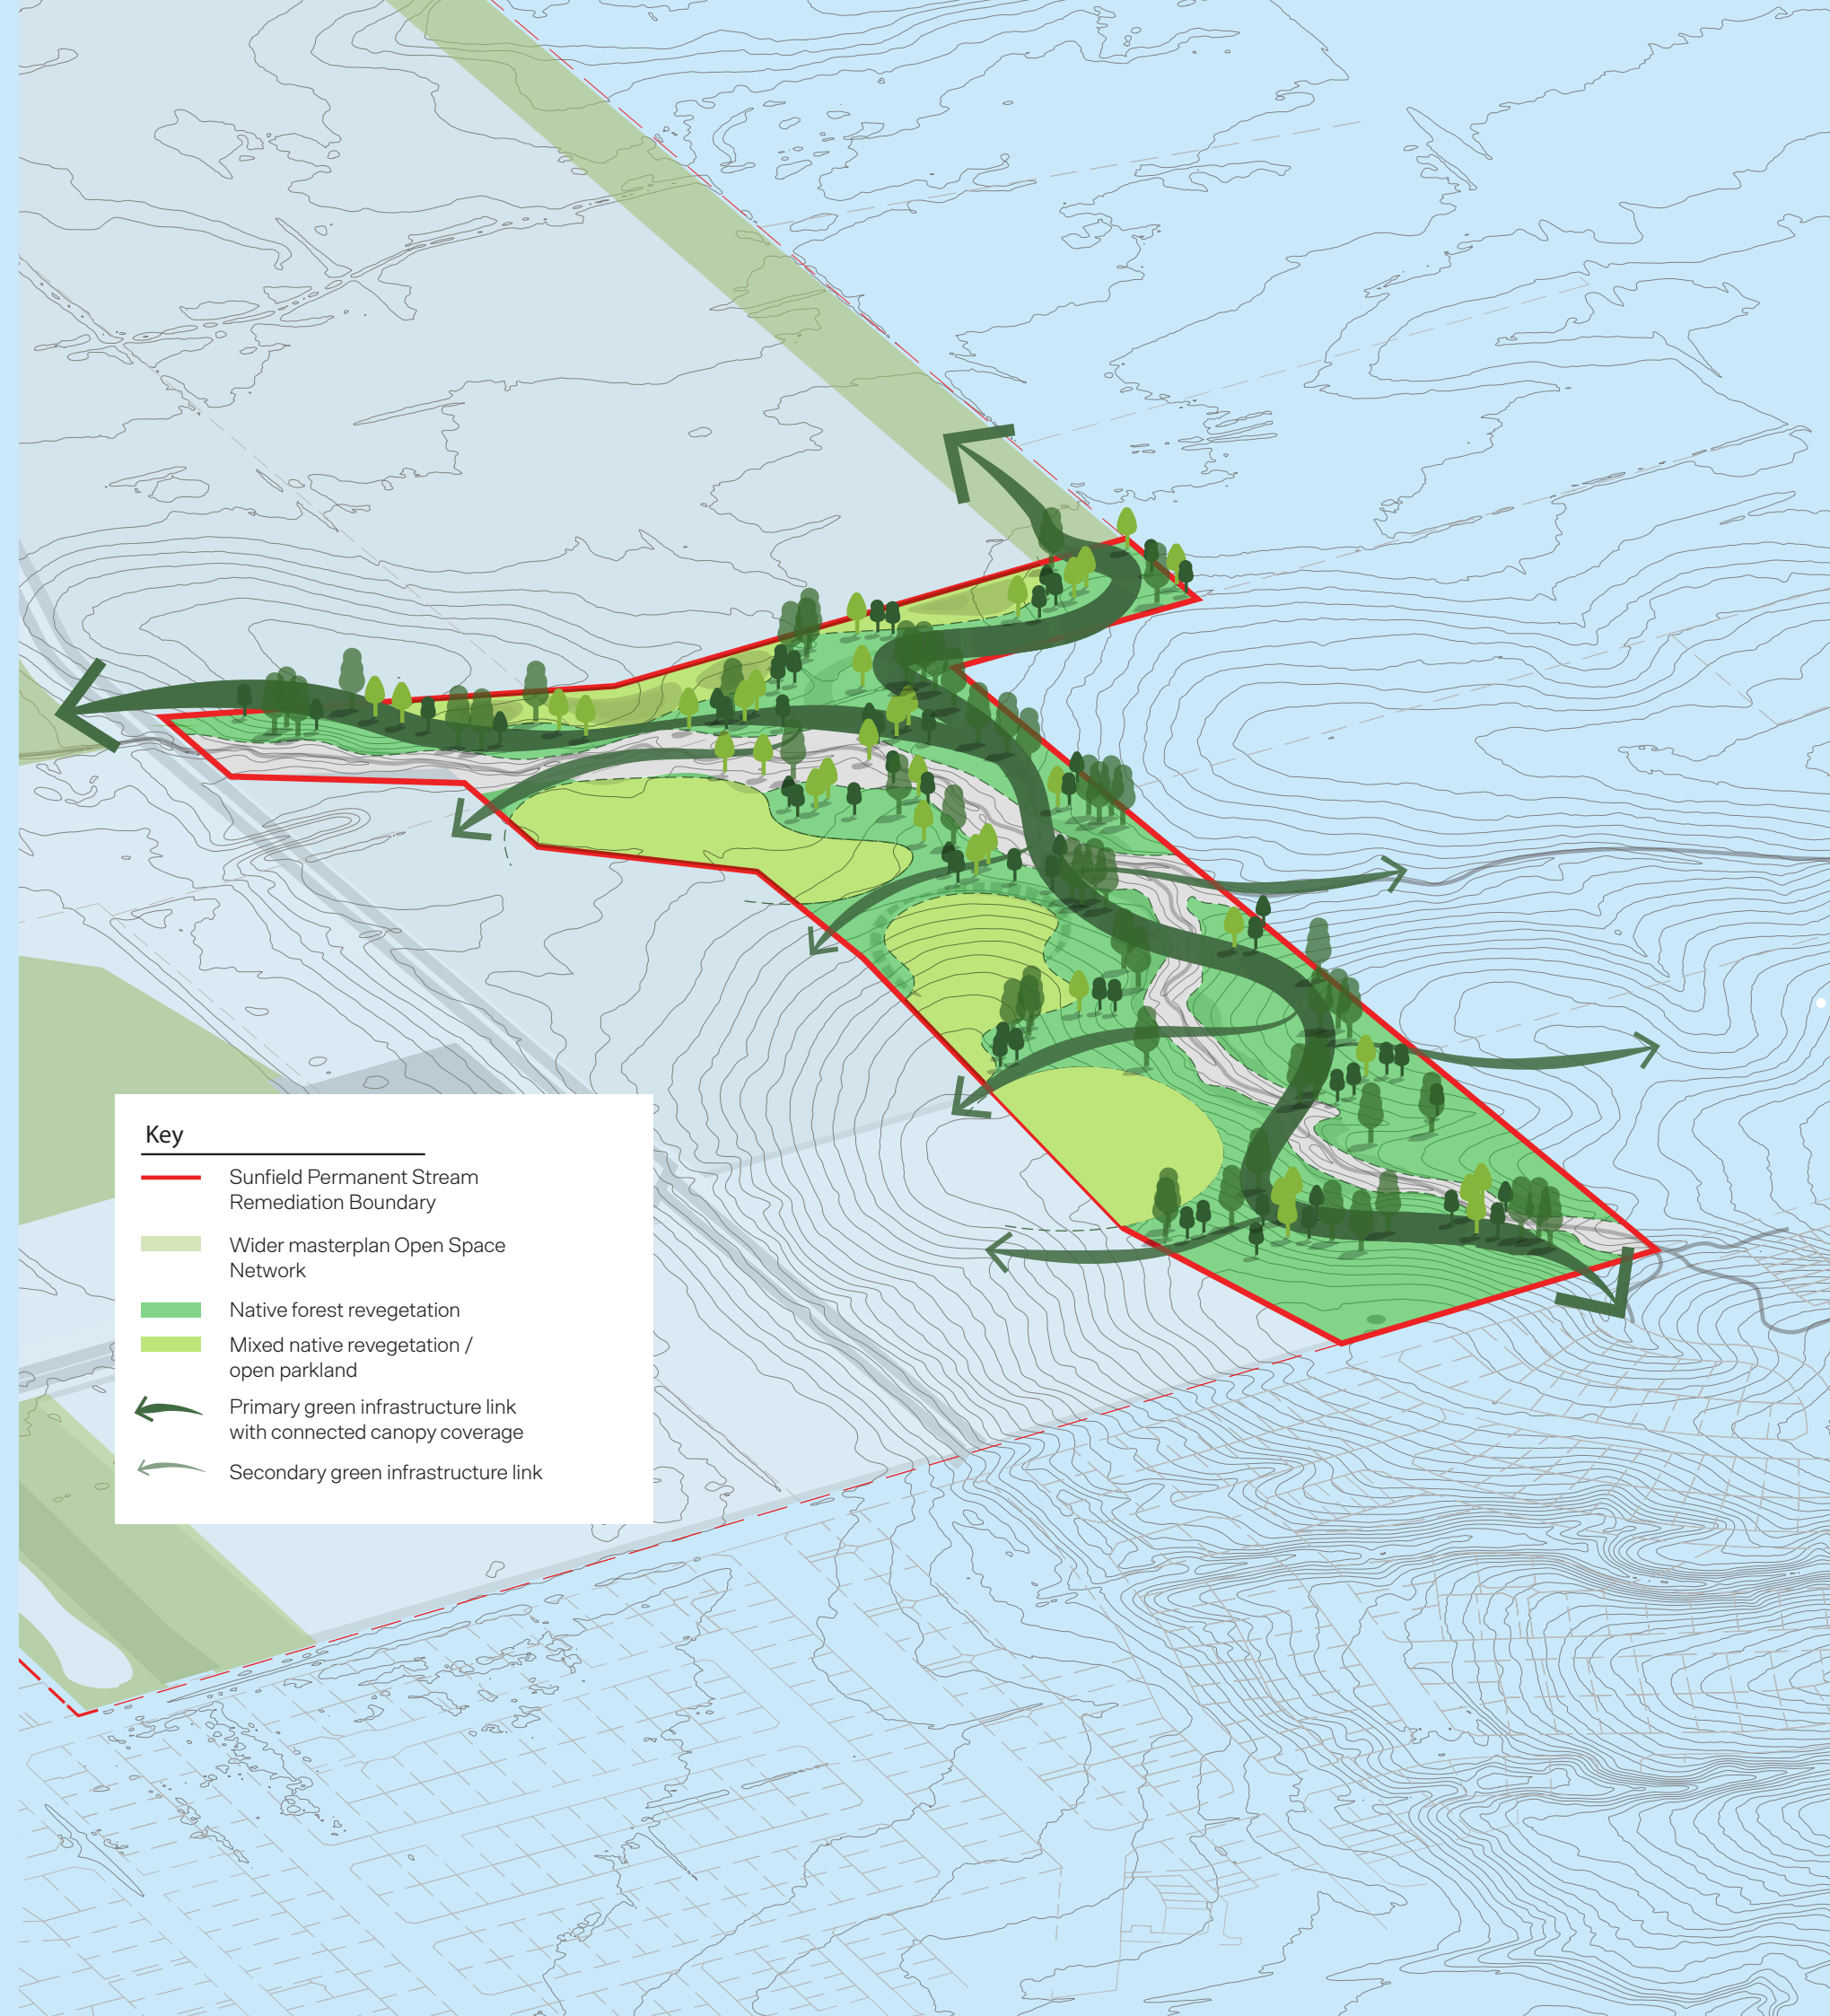 Key
Sunfield Permanent Stream
Remediation Boundary
Wider masterplan Open Space
Network
Native forest revegetation
Mixed native revegetation /
open parkland
Primary green infrastructure link
with connected canopy coverage
Secondary green infrastructure link